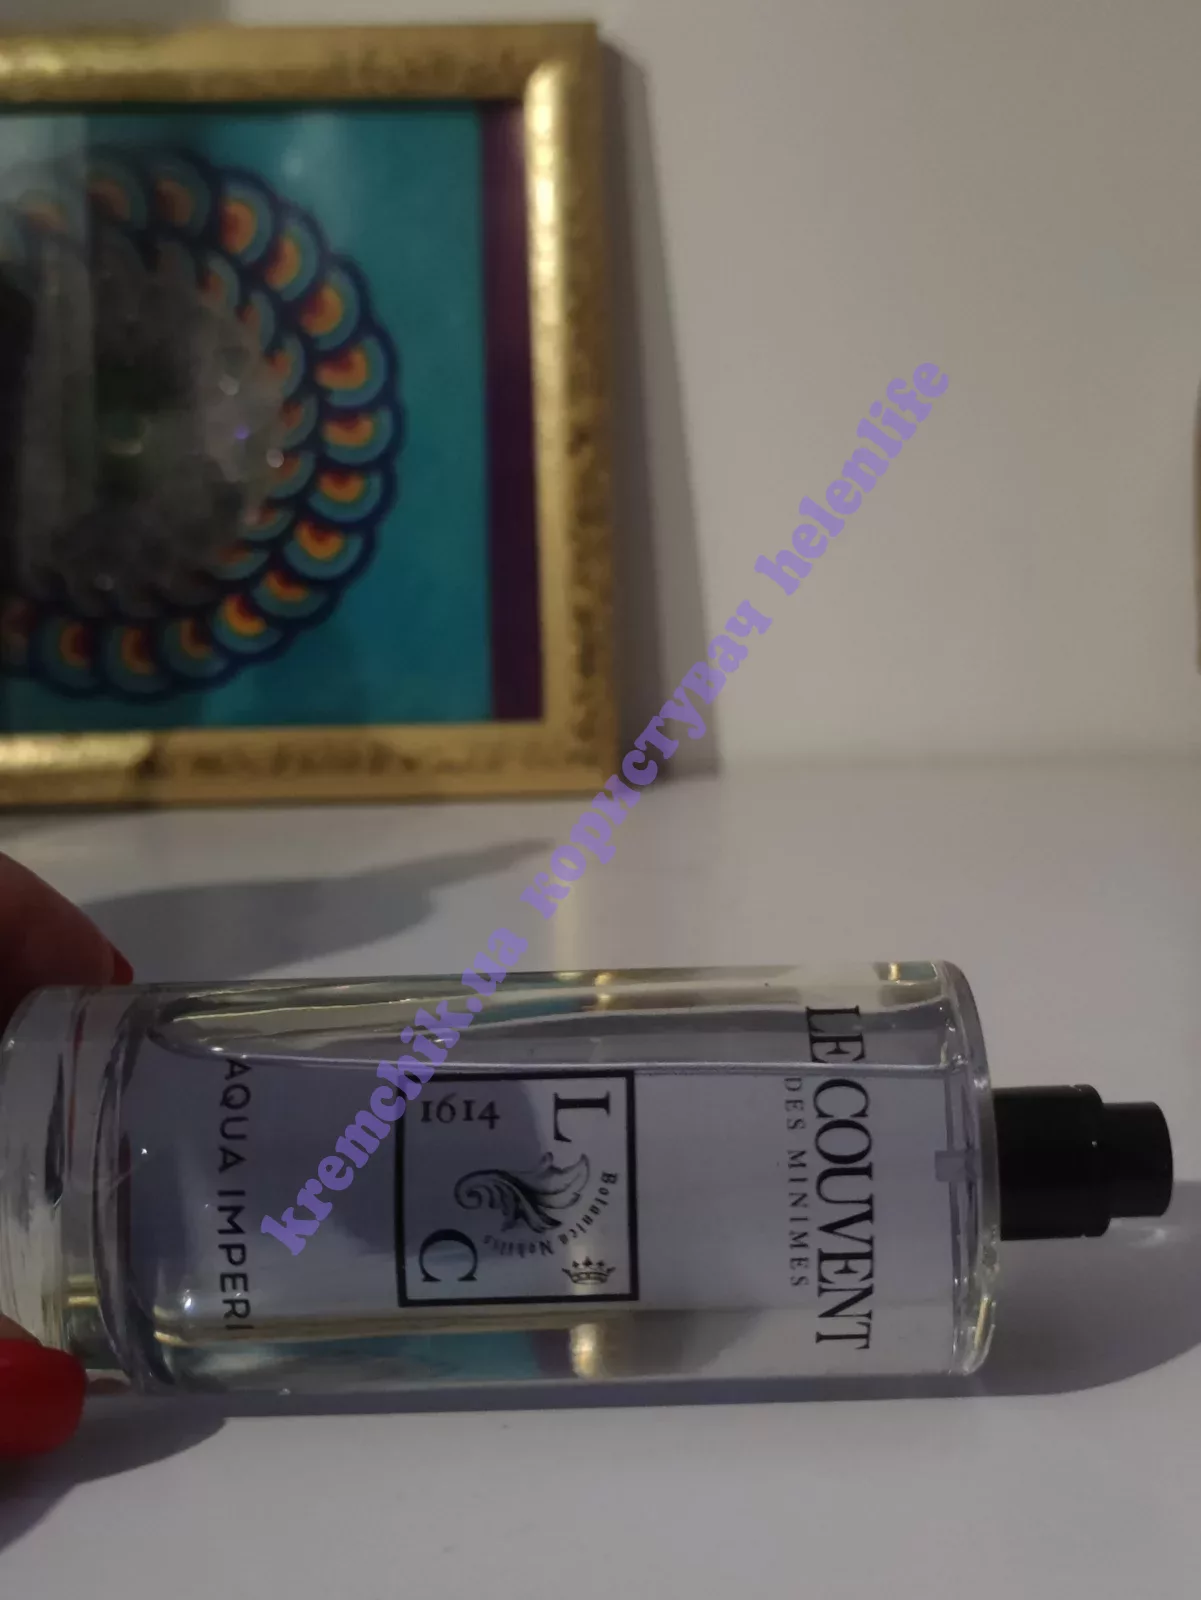 LE COUVENT
DES MINIMES
L
1614
Botanica Nobilis
C
AQUA IMPERI
kremchik.ua користувач helenlife